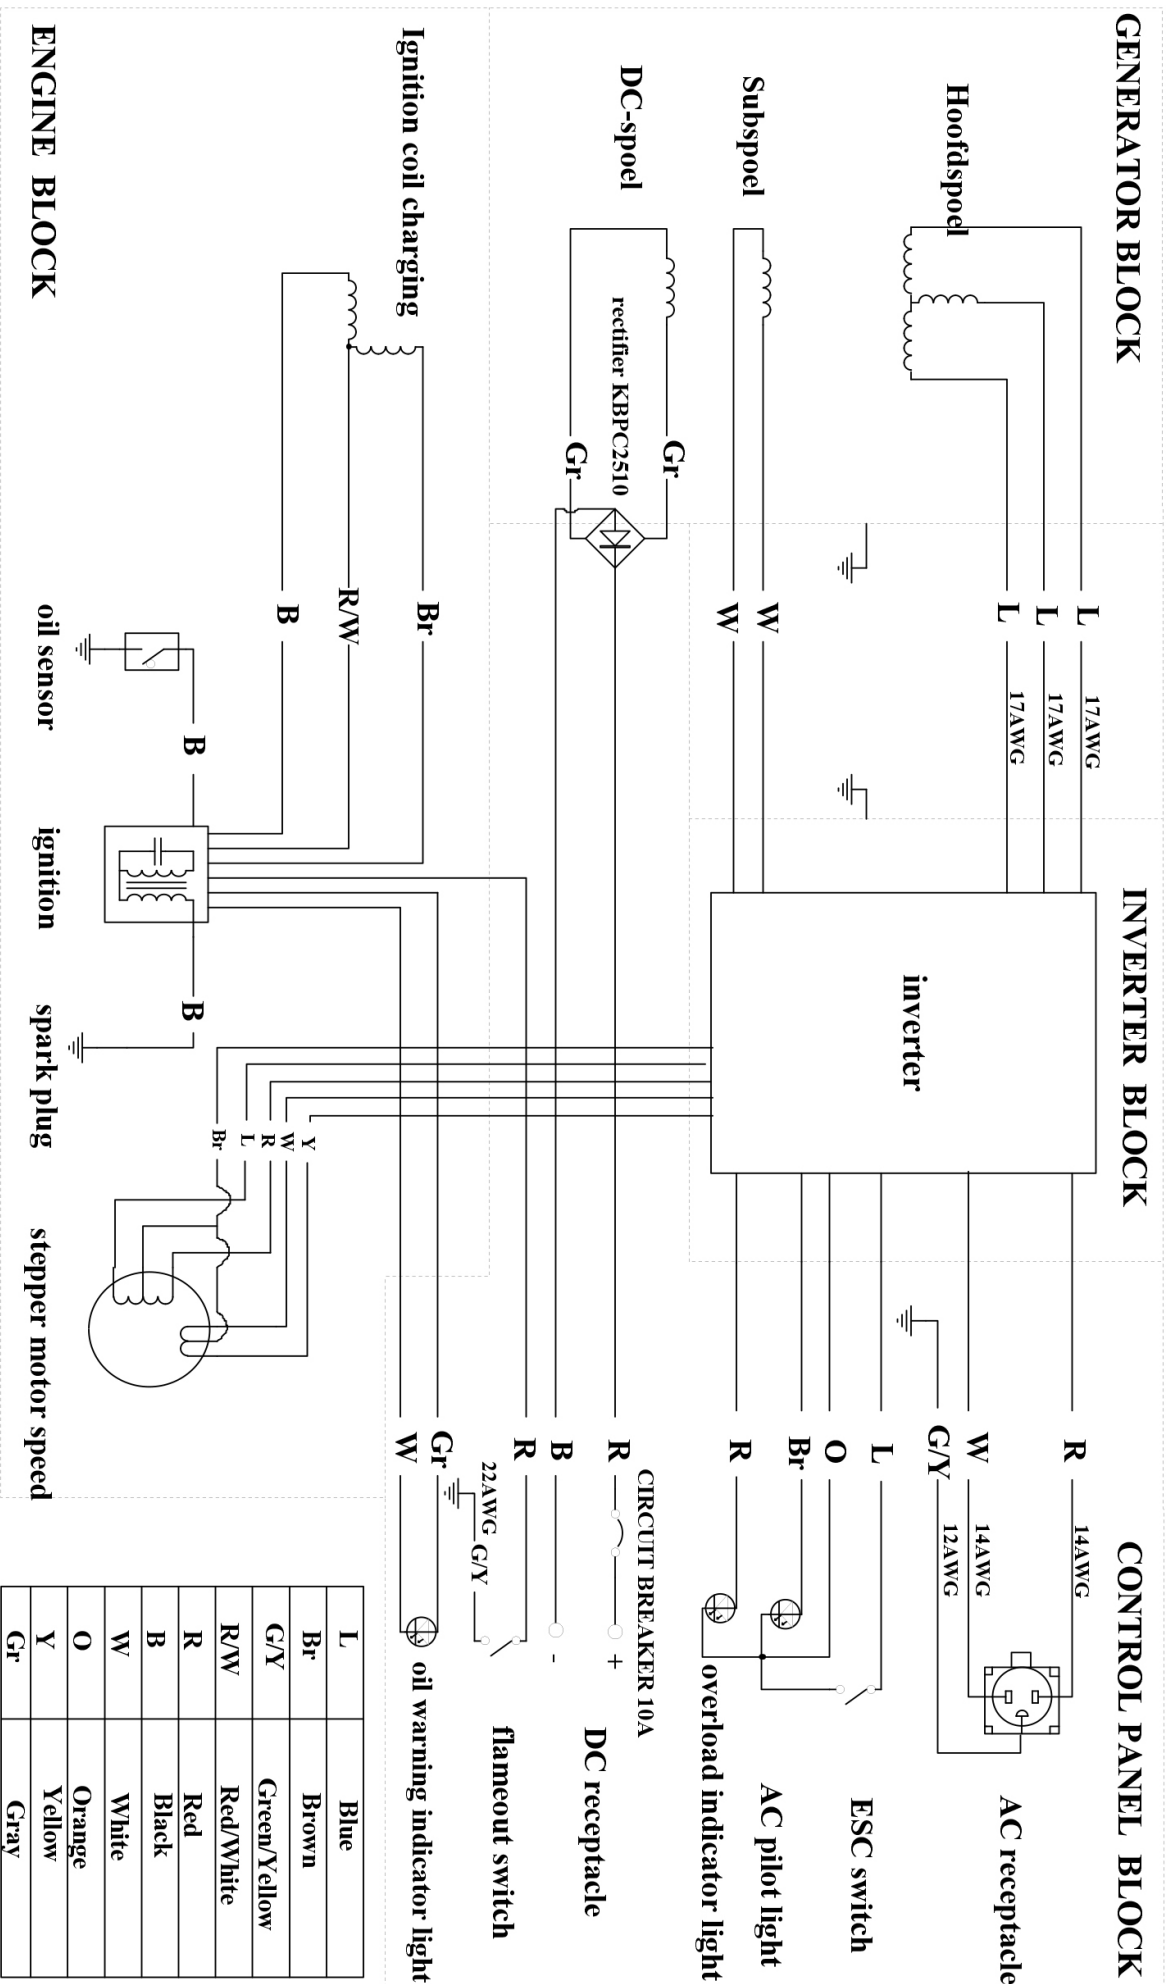 GENERATOR BLOCK
INVERTER BLOCK
CONTROL PANEL BLOCK
Hoofdspoel
L
17AWG
L
17AWG
L
17AWG
inverter
R
14AWG
W
14AWG
G/Y
12AWG
AC receptacle
L
ESC switch
O
Br
AC pilot light
R
overload indicator light
Subspoel
W
W
DC-spoel
Gr
rectifier KBPC2510
Gr
CIRCUIT BREAKER 10A
R
+
DC receptacle
B
-
R
flameout switch
22AWG
G/Y
Gr
W
oil warning indicator light
Ignition coil charging
Br
R/W
B
Y
W
R
L
Br
B
B
oil sensor
ignition
spark plug
stepper motor speed
ENGINE BLOCK
L Blue
Br Brown
G/Y Green/Yellow
R/W Red/White
R Red
B Black
W White
O Orange
Y Yellow
Gr Gray